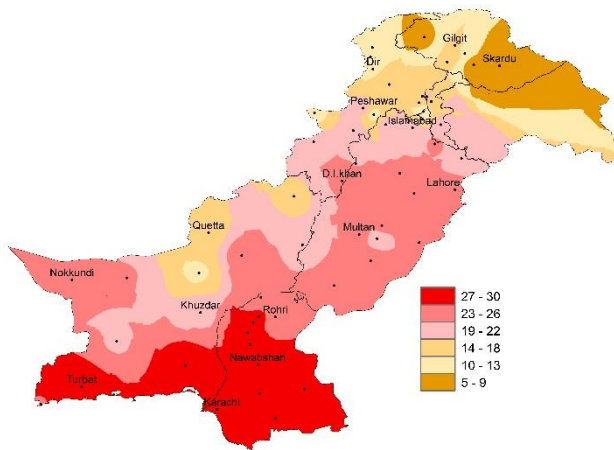 Gilgit
Skardu
Dir
Peshawar
Islamabad
D.I.khan
Lahore
Quetta
Multan
Nokkundi
Khuzdar
Rohri
Nawabshah
Turbat
Karachi
27 - 30
23 - 26
19 - 22
14 - 18
10 - 13
5 - 9